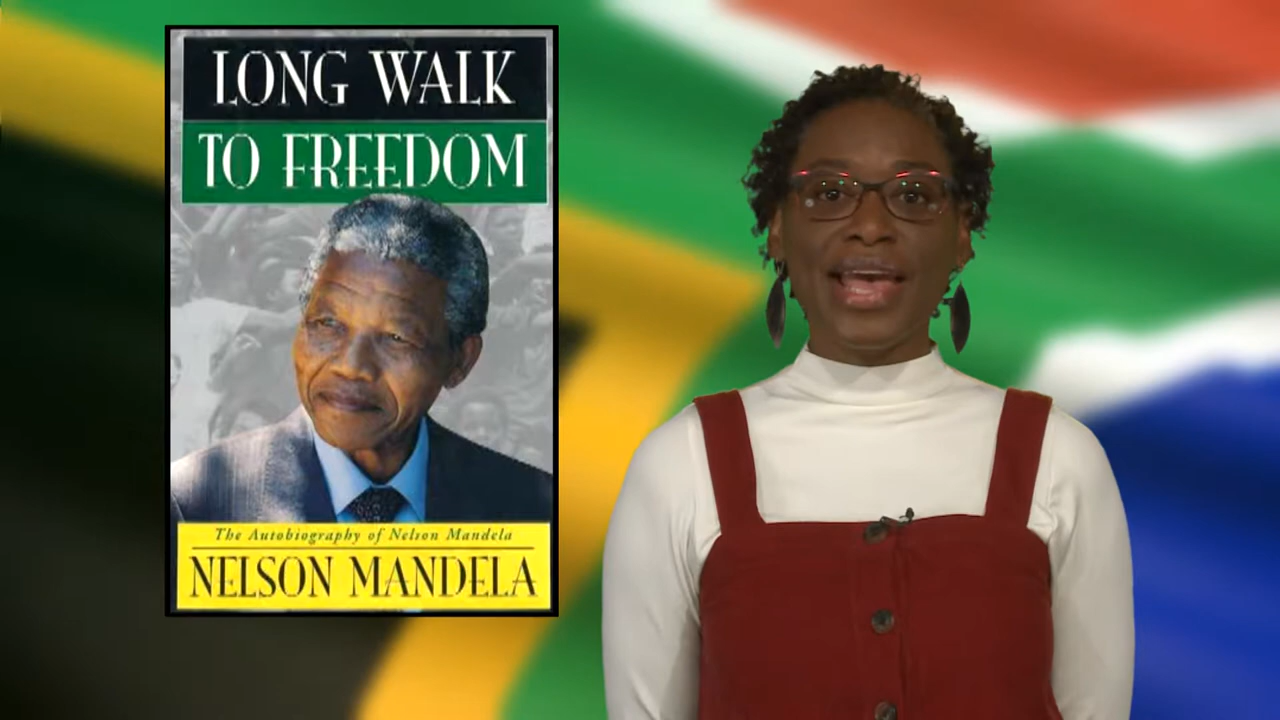 LONG WALK
TO FREEDOM
The Autobiography of Nelson Mandela
NELSON MANDELA